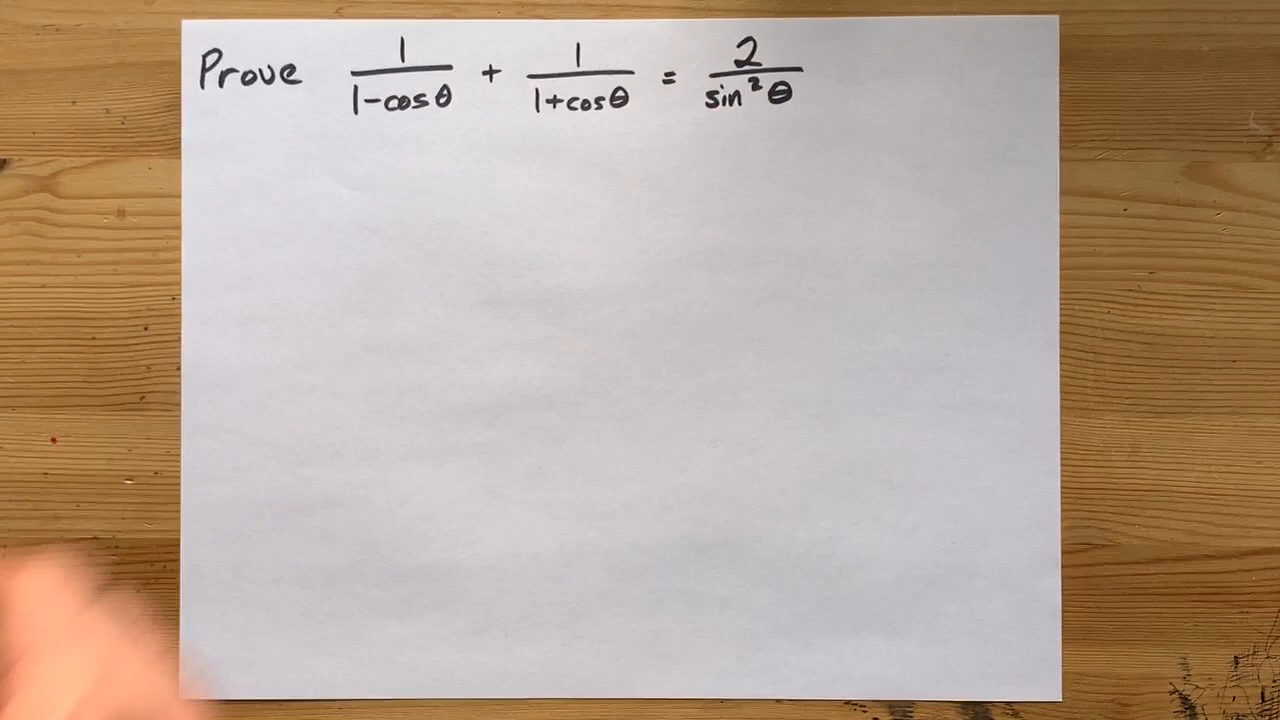 Prove 1/(1-cosθ) + 1/(1+cosθ) = 2/sin²θ